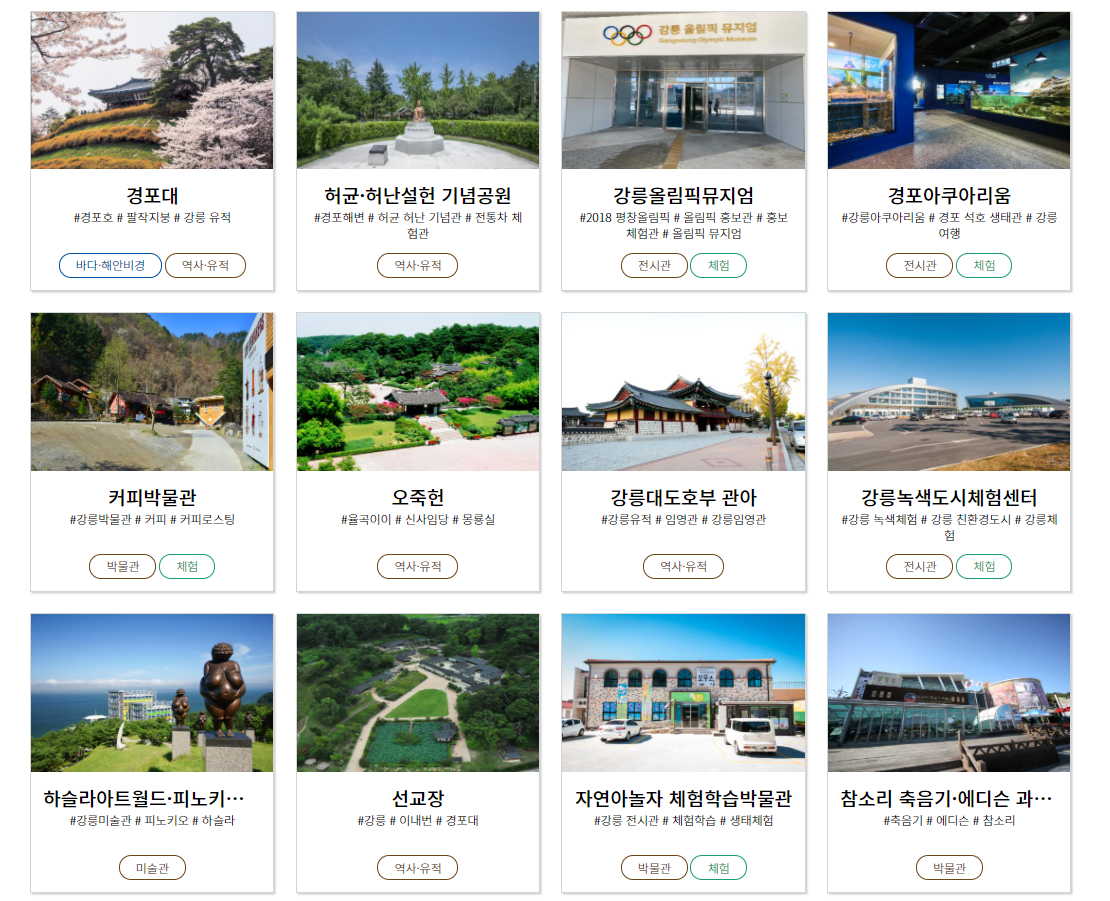 강릉 올림픽 뮤지엄
Gangneung Olympic Museum
경포대
#경포호 # 팔작지붕 # 강릉 유적
바다·해안비경
역사·유적
허균·허난설헌 기념공원
#경포해변 # 허균 허난 기념관 # 전통차 체
험관
역사·유적
강릉올림픽뮤지엄
#2018 평창올림픽 # 올림픽 홍보관 # 홍보
체험관 # 올림픽 뮤지엄
전시관
체험
경포아쿠아리움
#강릉아쿠아리움 # 경포 석호 생태관 # 강릉
여행
전시관
체험
커피박물관
#강릉박물관 # 커피 # 커피로스팅
박물관
체험
오죽헌
#율곡이이 # 신사임당 # 몽룡실
역사·유적
강릉대도호부 관아
#강릉유적 # 임영관 # 강릉임영관
역사·유적
강릉녹색도시체험센터
#강릉 녹색체험 # 강릉 친환경도시 # 강릉체
험
전시관
체험
하슬라아트월드·피노키…
#강릉미술관 # 피노키오 # 하슬라
미술관
선교장
#강릉 # 이내번 # 경포대
역사·유적
자연아놀자 체험학습박물관
#강릉 전시관 # 체험학습 # 생태체험
박물관
체험
참소리 축음기·에디슨 과…
#축음기 # 에디슨 # 참소리
박물관